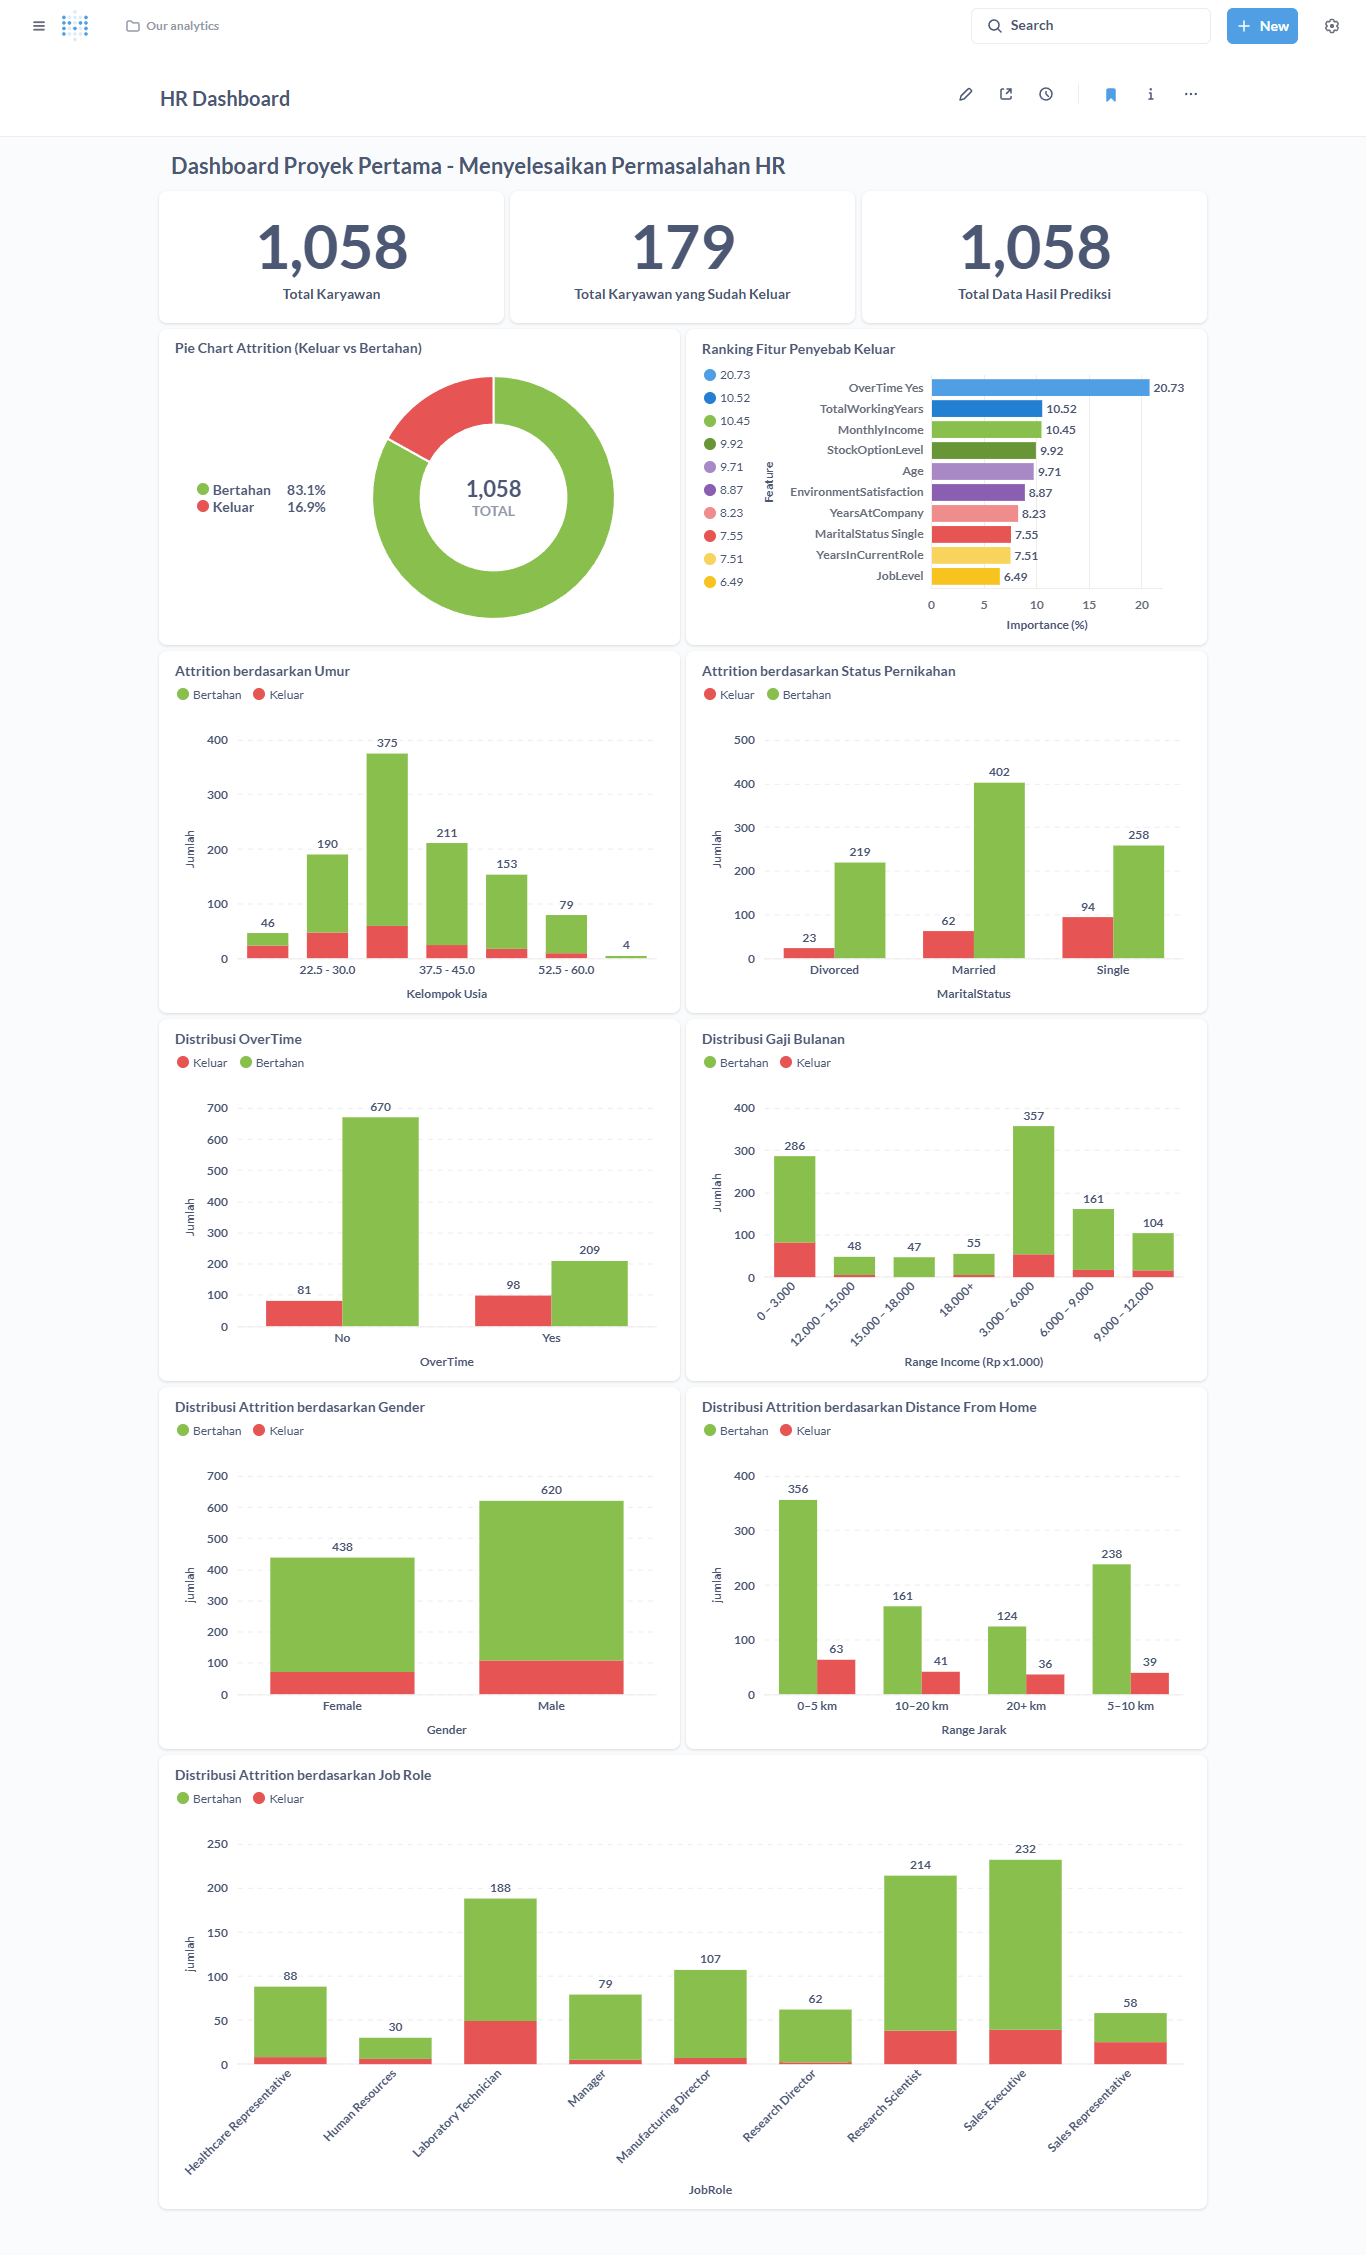 Our analytics
Search
New
HR Dashboard
Dashboard Proyek Pertama - Menyelesaikan Permasalahan HR
1,058
Total Karyawan
179
Total Karyawan yang Sudah Keluar
1,058
Total Data Hasil Prediksi
Pie Chart Attrition (Keluar vs Bertahan)
Bertahan 83.1%
Keluar 16.9%
1,058
TOTAL
Ranking Fitur Penyebab Keluar
20.73
10.52
10.45
9.92
9.71
8.87
8.23
7.55
7.51
6.49
Feature
OverTime Yes 20.73
TotalWorkingYears 10.52
MonthlyIncome 10.45
StockOptionLevel 9.92
Age 9.71
EnvironmentSatisfaction 8.87
YearsAtCompany 8.23
MaritalStatus Single 7.55
YearsInCurrentRole 7.51
JobLevel 6.49
0 5 10 15 20
Importance (%)
Attrition berdasarkan Umur
Bertahan Keluar
400
300
200
100
0
Jumlah
46 190 375 211 153 79 4
22.5 - 30.0 37.5 - 45.0 52.5 - 60.0
Kelompok Usia
Attrition berdasarkan Status Pernikahan
Keluar Bertahan
500
400
300
200
100
0
Jumlah
23 219 62 402 94 258
Divorced Married Single
MaritalStatus
Distribusi OverTime
Keluar Bertahan
700
600
500
400
300
200
100
0
Jumlah
81 670 98 209
No Yes
OverTime
Distribusi Gaji Bulanan
Bertahan Keluar
400
300
200
100
0
Jumlah
286 48 47 55 357 161 104
0 – 3.000 12.000 – 15.000 15.000 – 18.000 18.000+ 3.000 – 6.000 6.000 – 9.000 9.000 – 12.000
Range Income (Rp x1.000)
Distribusi Attrition berdasarkan Gender
Bertahan Keluar
700
600
500
400
300
200
100
0
jumlah
438 620
Female Male
Gender
Distribusi Attrition berdasarkan Distance From Home
Bertahan Keluar
400
300
200
100
0
jumlah
356 63 161 41 124 36 238 39
0–5 km 10–20 km 20+ km 5–10 km
Range Jarak
Distribusi Attrition berdasarkan Job Role
Bertahan Keluar
250
200
150
100
50
0
jumlah
88 30 188 79 107 62 214 232 58
Healthcare Representative Human Resources Laboratory Technician Manager Manufacturing Director Research Director Research Scientist Sales Executive Sales Representative
JobRole